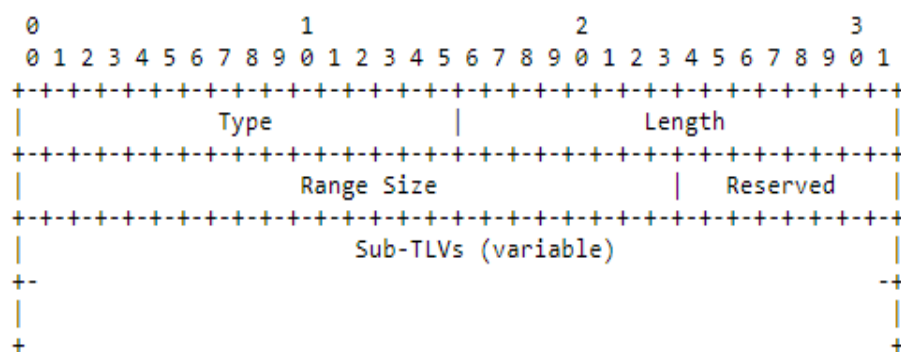 0                   1                   2                   3
 0 1 2 3 4 5 6 7 8 9 0 1 2 3 4 5 6 7 8 9 0 1 2 3 4 5 6 7 8 9 0 1
+-+-+-+-+-+-+-+-+-+-+-+-+-+-+-+-+-+-+-+-+-+-+-+-+-+-+-+-+-+-+-+-+
|              Type             |             Length            |
+-+-+-+-+-+-+-+-+-+-+-+-+-+-+-+-+-+-+-+-+-+-+-+-+-+-+-+-+-+-+-+-+
|                    Range Size                 |   Reserved    |
+-+-+-+-+-+-+-+-+-+-+-+-+-+-+-+-+-+-+-+-+-+-+-+-+-+-+-+-+-+-+-+-+
|                        Sub-TLVs (variable)                    |
+-                                                             -+
|                                                               |
+                                                               +